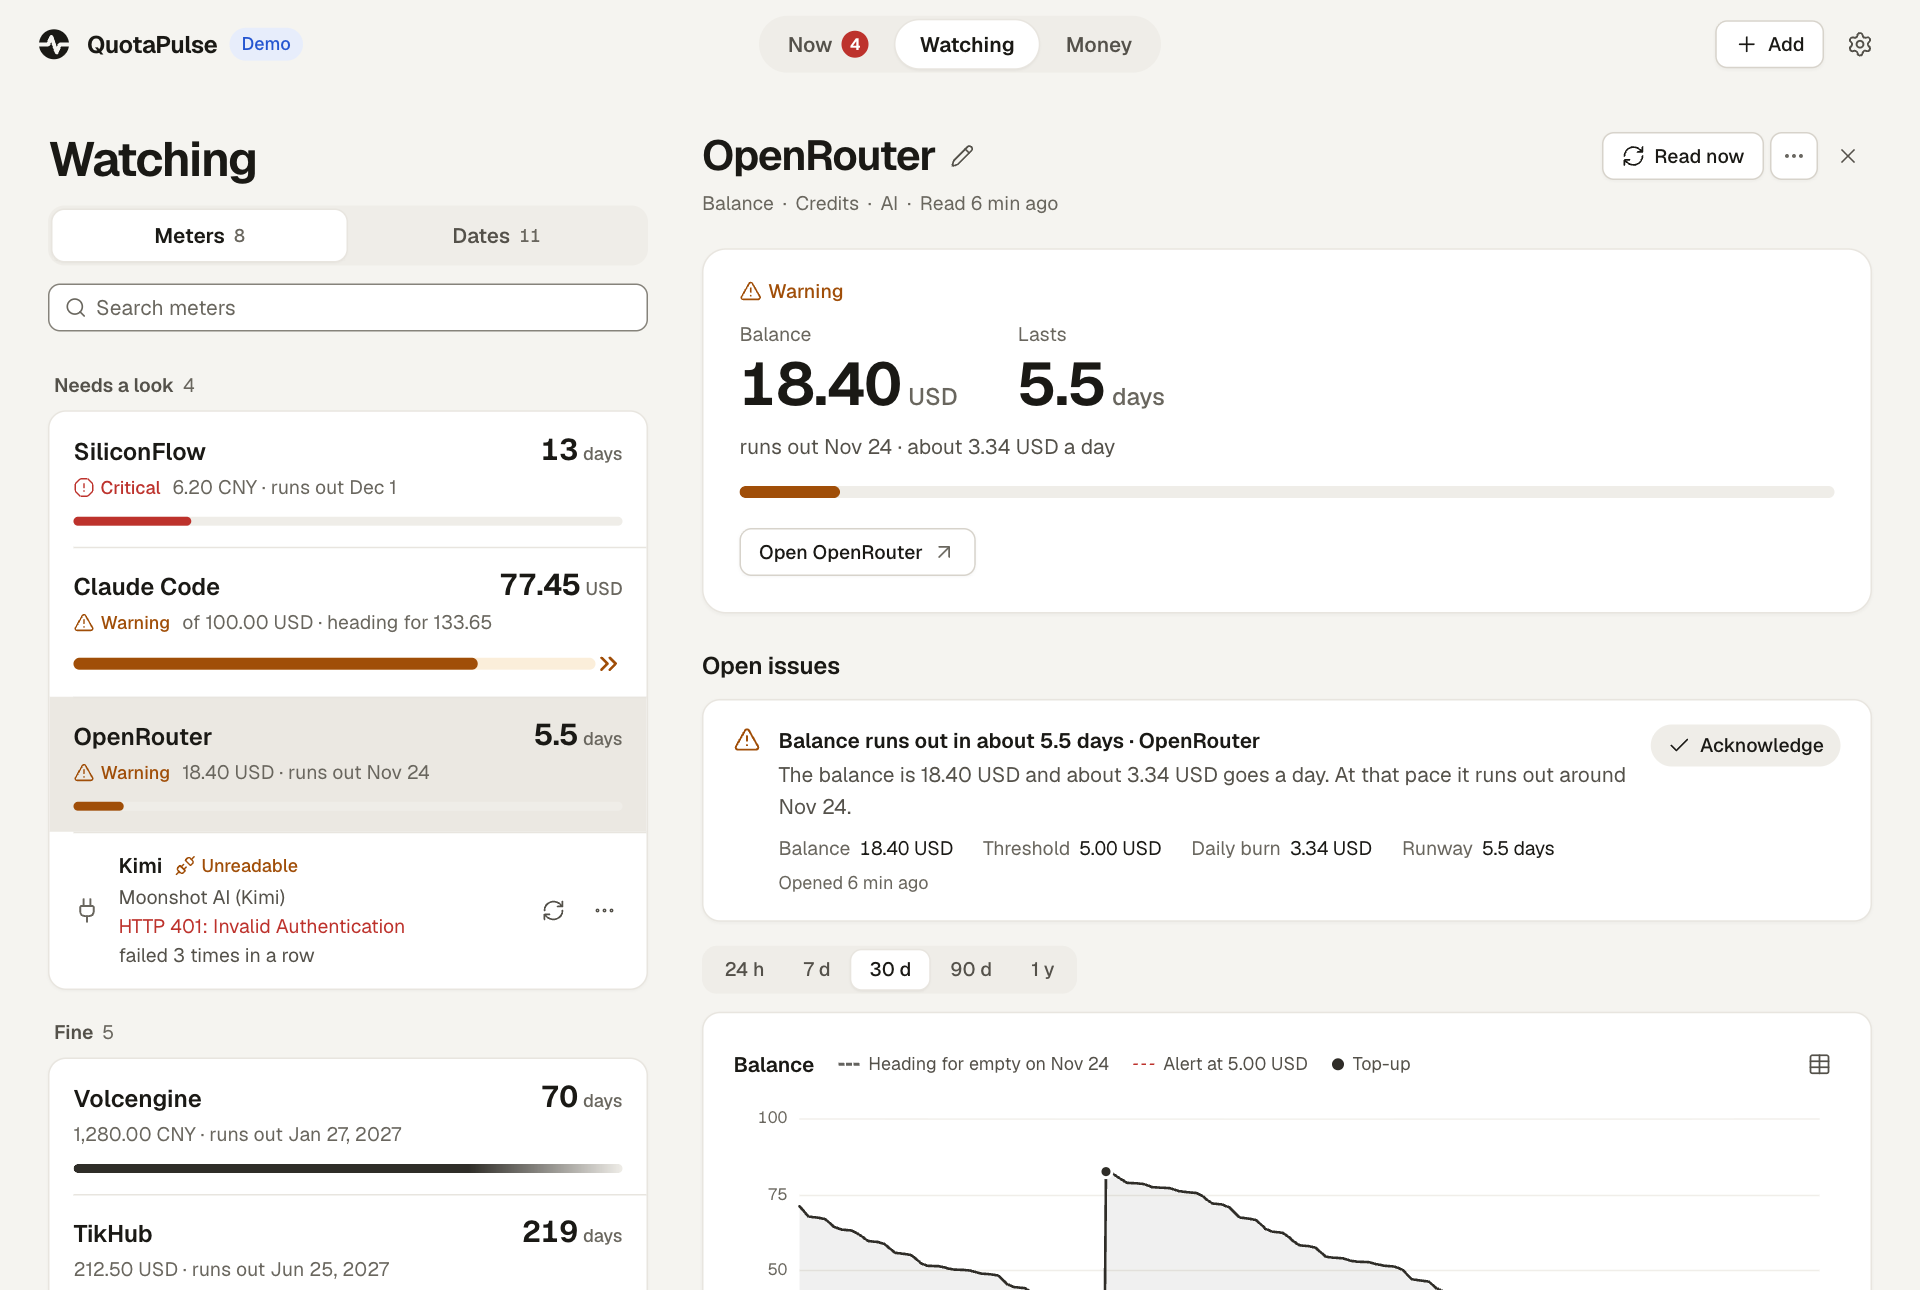 QuotaPulse Demo
Now 4 Watching Money
Add
Watching
Meters 8 Dates 11
Search meters
Needs a look 4
SiliconFlow 13 days
Critical 6.20 CNY · runs out Dec 1
Claude Code 77.45 USD
Warning of 100.00 USD · heading for 133.65
OpenRouter 5.5 days
Warning 18.40 USD · runs out Nov 24
Kimi Unreadable
Moonshot AI (Kimi)
HTTP 401: Invalid Authentication
failed 3 times in a row
Fine 5
Volcengine 70 days
1,280.00 CNY · runs out Jan 27, 2027
TikHub 219 days
212.50 USD · runs out Jun 25, 2027
OpenRouter
Read now
Balance · Credits · AI · Read 6 min ago
Warning
Balance Lasts
18.40 USD 5.5 days
runs out Nov 24 · about 3.34 USD a day
Open OpenRouter
Open issues
Balance runs out in about 5.5 days · OpenRouter
Acknowledge
The balance is 18.40 USD and about 3.34 USD goes a day. At that pace it runs out around
Nov 24.
Balance 18.40 USD Threshold 5.00 USD Daily burn 3.34 USD Runway 5.5 days
Opened 6 min ago
24 h 7 d 30 d 90 d 1 y
Balance Heading for empty on Nov 24 Alert at 5.00 USD Top-up
100
75
50